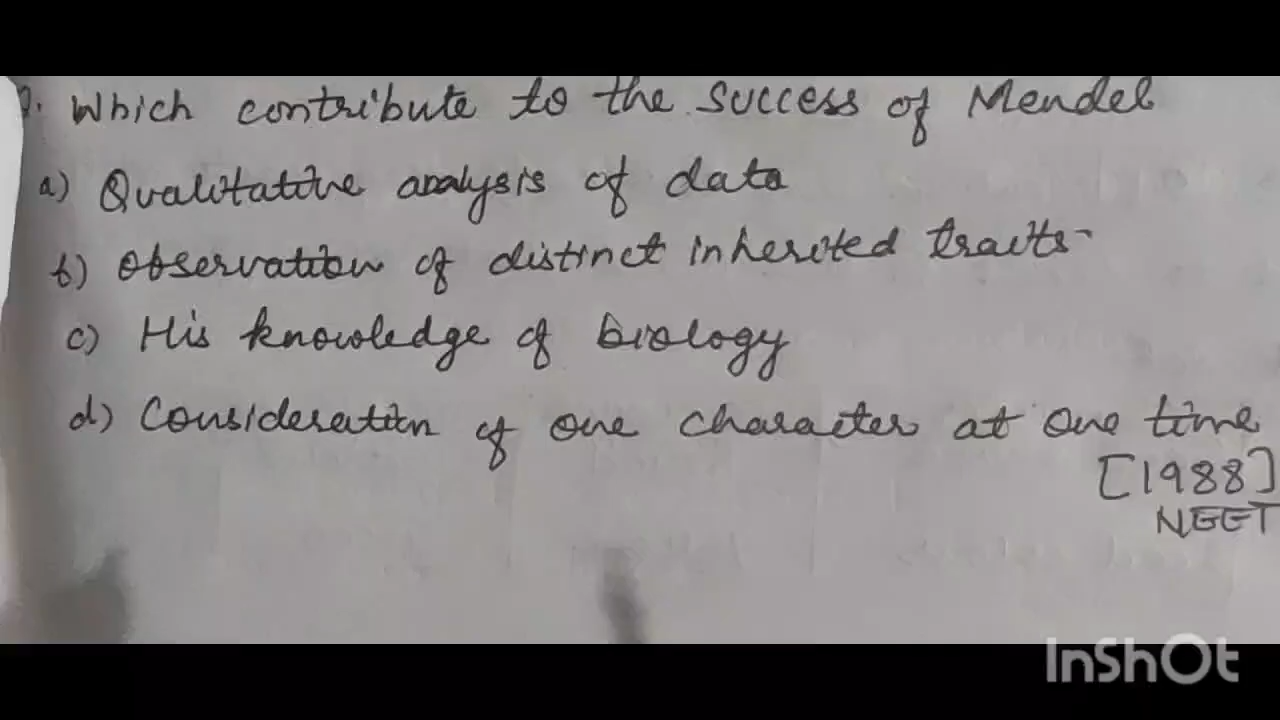 Which contribute to the success of Mendel
a) Qualitative analysis of data
b) Observation of distinct inherited traits
c) His knowledge of biology
d) Consideration of one character at one time
[1988]
NEET
InShOt